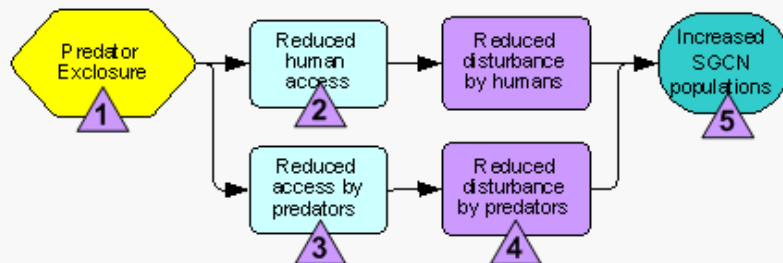 Predator
Exclosure
1
Reduced
human
access
2
Reduced
disturbance
by humans
Increased
SGCN
populations
5
Reduced
access by
predators
3
Reduced
disturbance
by predators
4